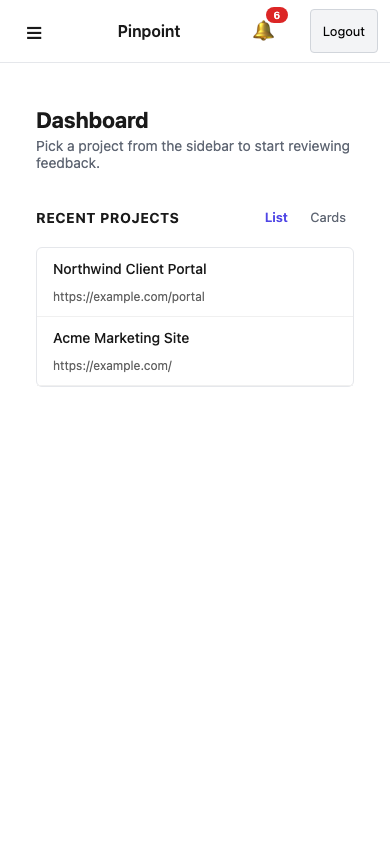 Pinpoint
6
Logout
Dashboard
Pick a project from the sidebar to start reviewing
feedback.
RECENT PROJECTS
List
Cards
Northwind Client Portal
https://example.com/portal
Acme Marketing Site
https://example.com/